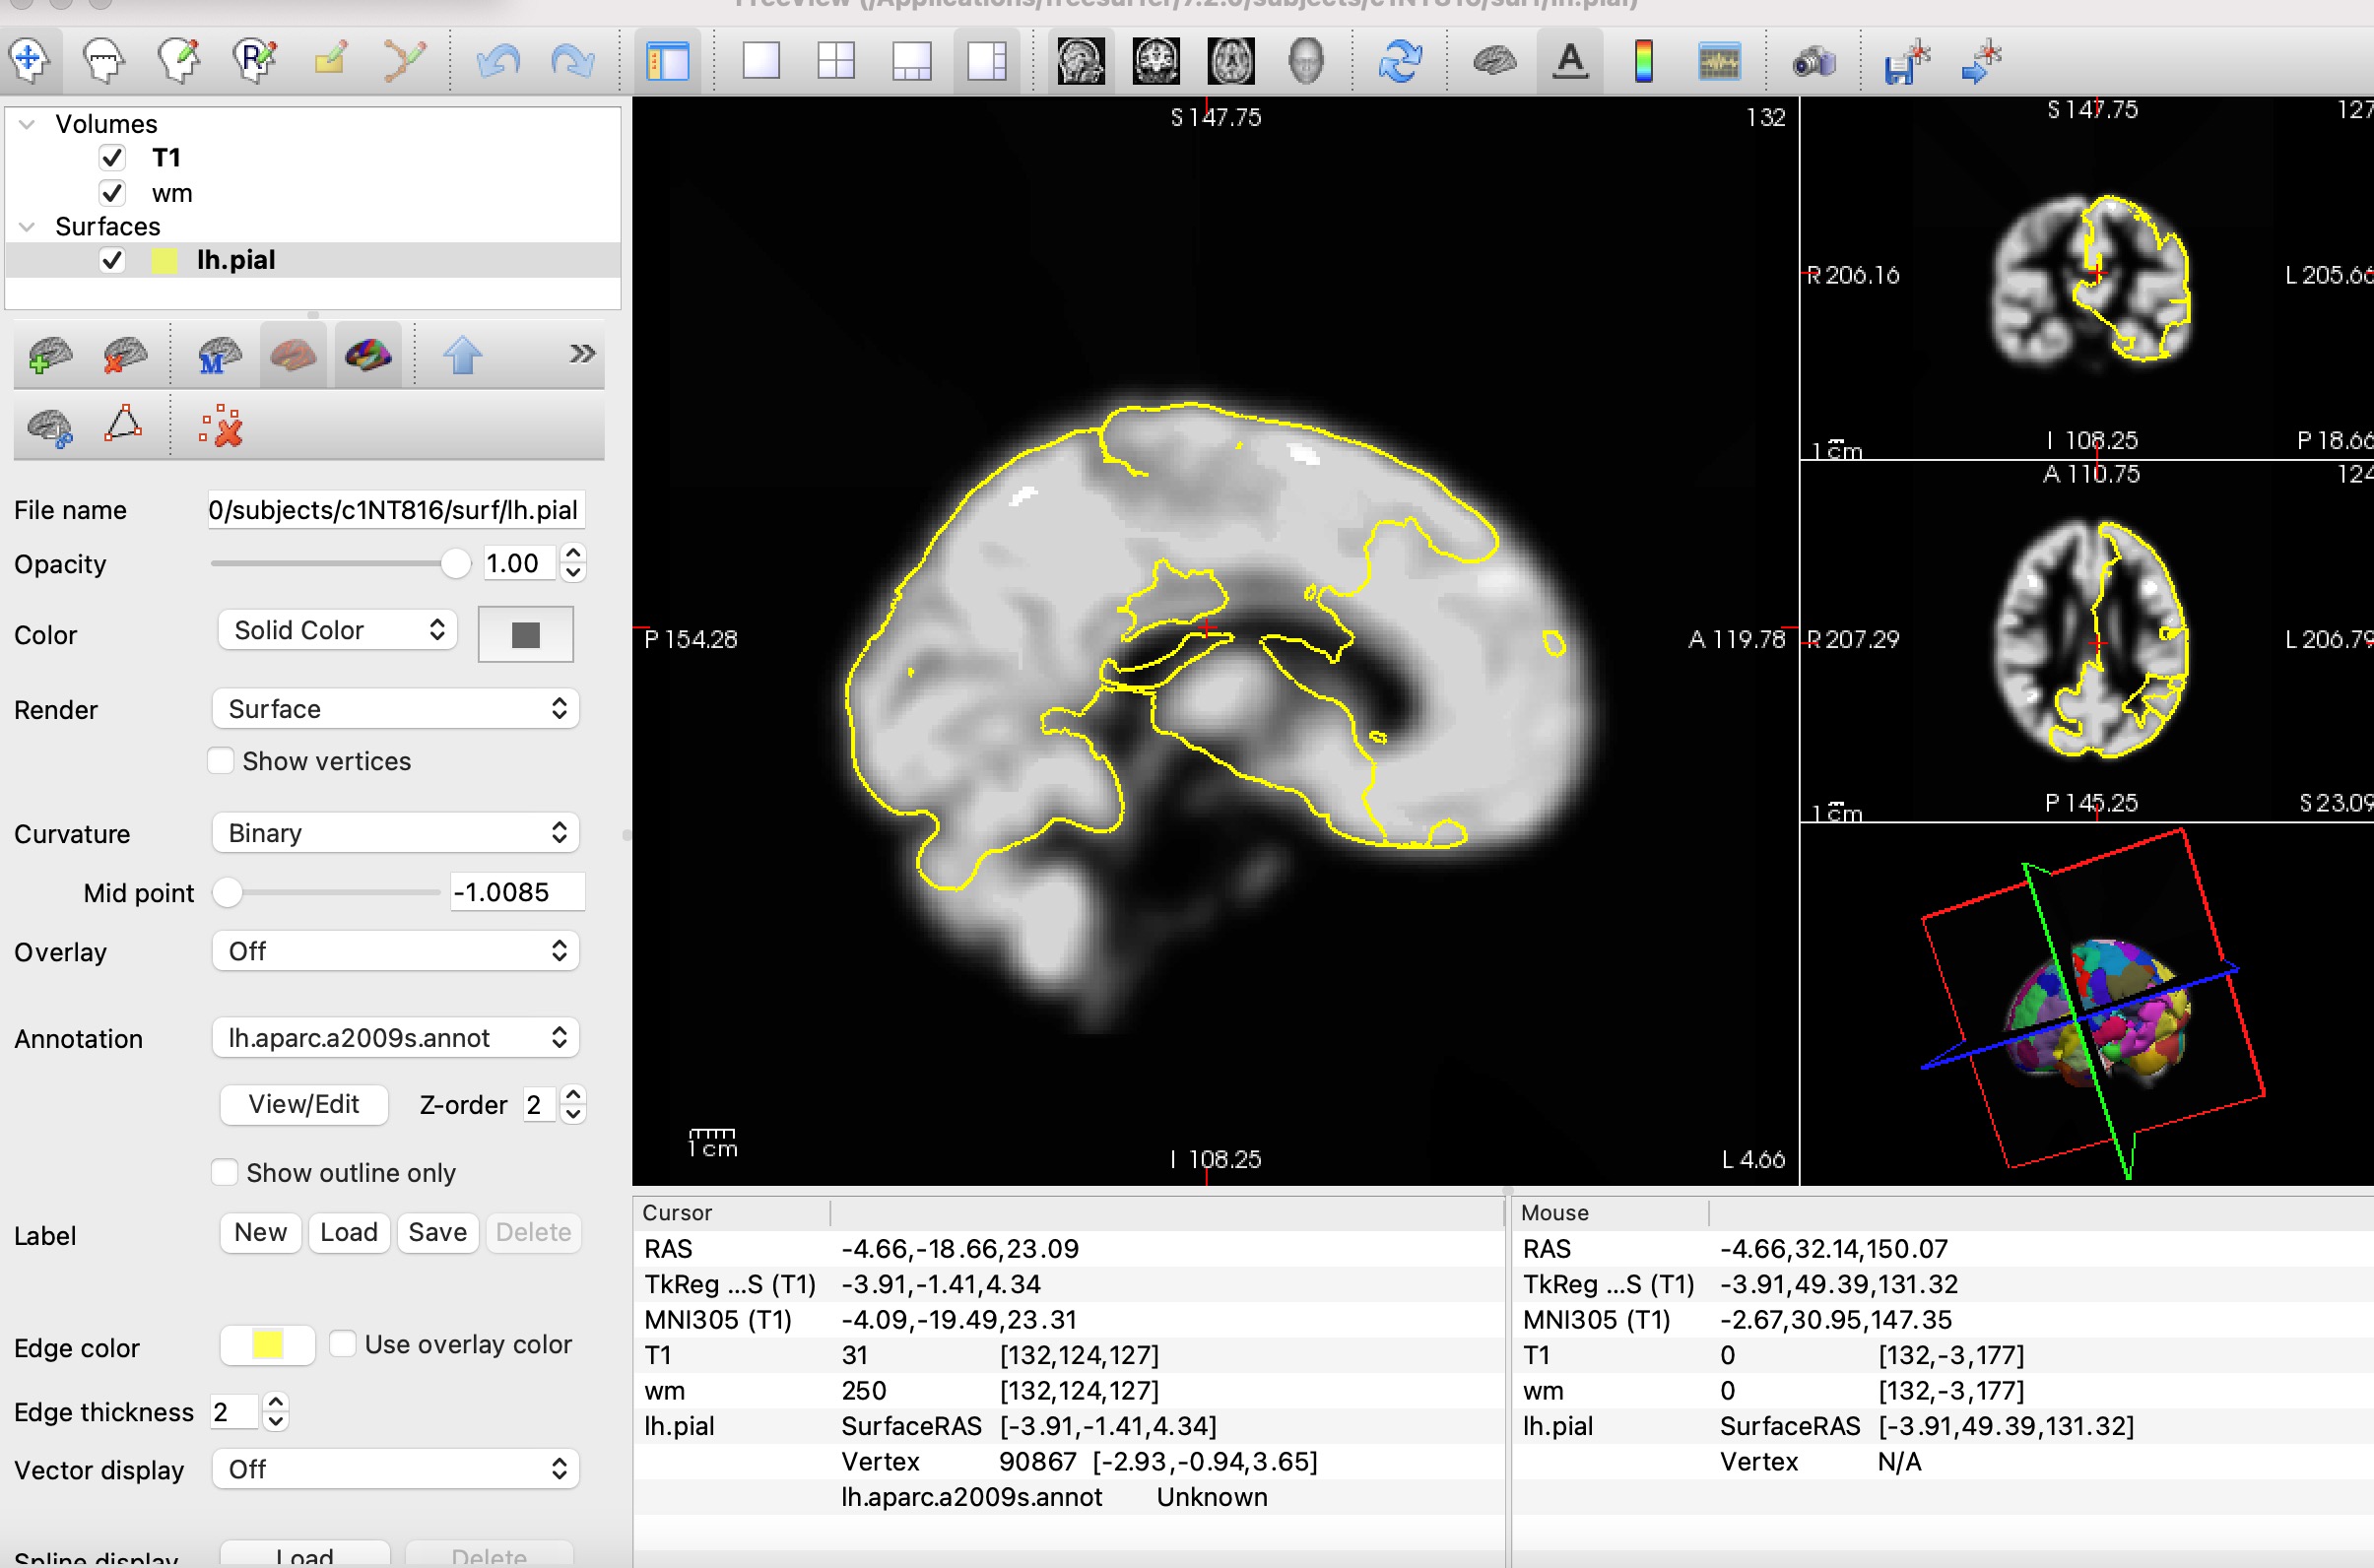 FreeView (/Applications/freesurfer/7.2.0/subjects/c1NT816/surf/lh.pial)
R
A
Volumes
T1
wm
Surfaces
lh.pial
M
File name 0/subjects/c1NT816/surf/lh.pial
Opacity 1.00
Color Solid Color
Render Surface
Show vertices
Curvature Binary
Mid point -1.0085
Overlay Off
Annotation lh.aparc.a2009s.annot
View/Edit Z-order 2
Show outline only
Label New Load Save Delete
Edge color Use overlay color
Edge thickness 2
Vector display Off
Spline display Load Delete
S 147.75 132
P 154.28 A 119.78
1 cm I 108.25 L 4.66
S 147.75 127
R 206.16 L 205.66
1 cm I 108.25 P 18.66
A 110.75 124
R 207.29 L 206.79
1 cm P 145.25 S 23.09
Cursor
RAS -4.66,-18.66,23.09
TkReg ...S (T1) -3.91,-1.41,4.34
MNI305 (T1) -4.09,-19.49,23.31
T1 31 [132,124,127]
wm 250 [132,124,127]
lh.pial SurfaceRAS [-3.91,-1.41,4.34]
Vertex 90867 [-2.93,-0.94,3.65]
lh.aparc.a2009s.annot Unknown
Mouse
RAS -4.66,32.14,150.07
TkReg ...S (T1) -3.91,49.39,131.32
MNI305 (T1) -2.67,30.95,147.35
T1 0 [132,-3,177]
wm 0 [132,-3,177]
lh.pial SurfaceRAS [-3.91,49.39,131.32]
Vertex N/A